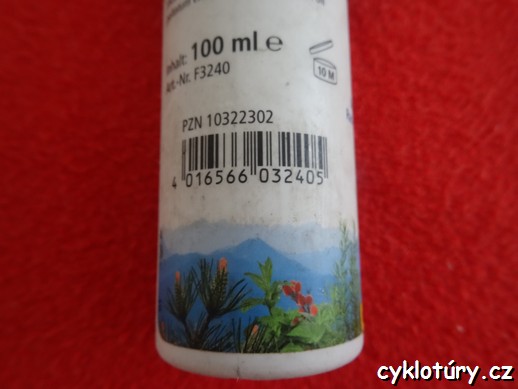 Inhalt: 100 ml e
Art.-Nr. F3240
10 M
PZN 10322302
4 016566 032405
cyklotúry.cz